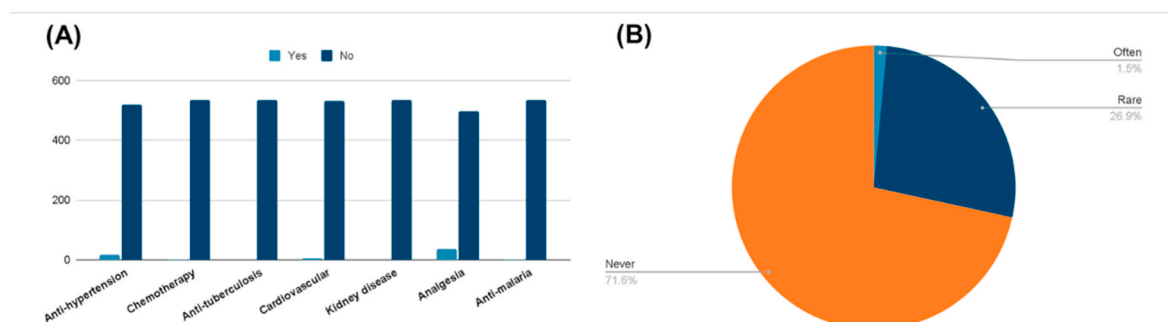 (A)
Yes No
600
400
200
0
Anti-hypertension
Chemotherapy
Anti-tuberculosis
Cardiovascular
Kidney disease
Analgesia
Anti-malaria
(B)
Often
1.5%
Rare
26.9%
Never
71.6%